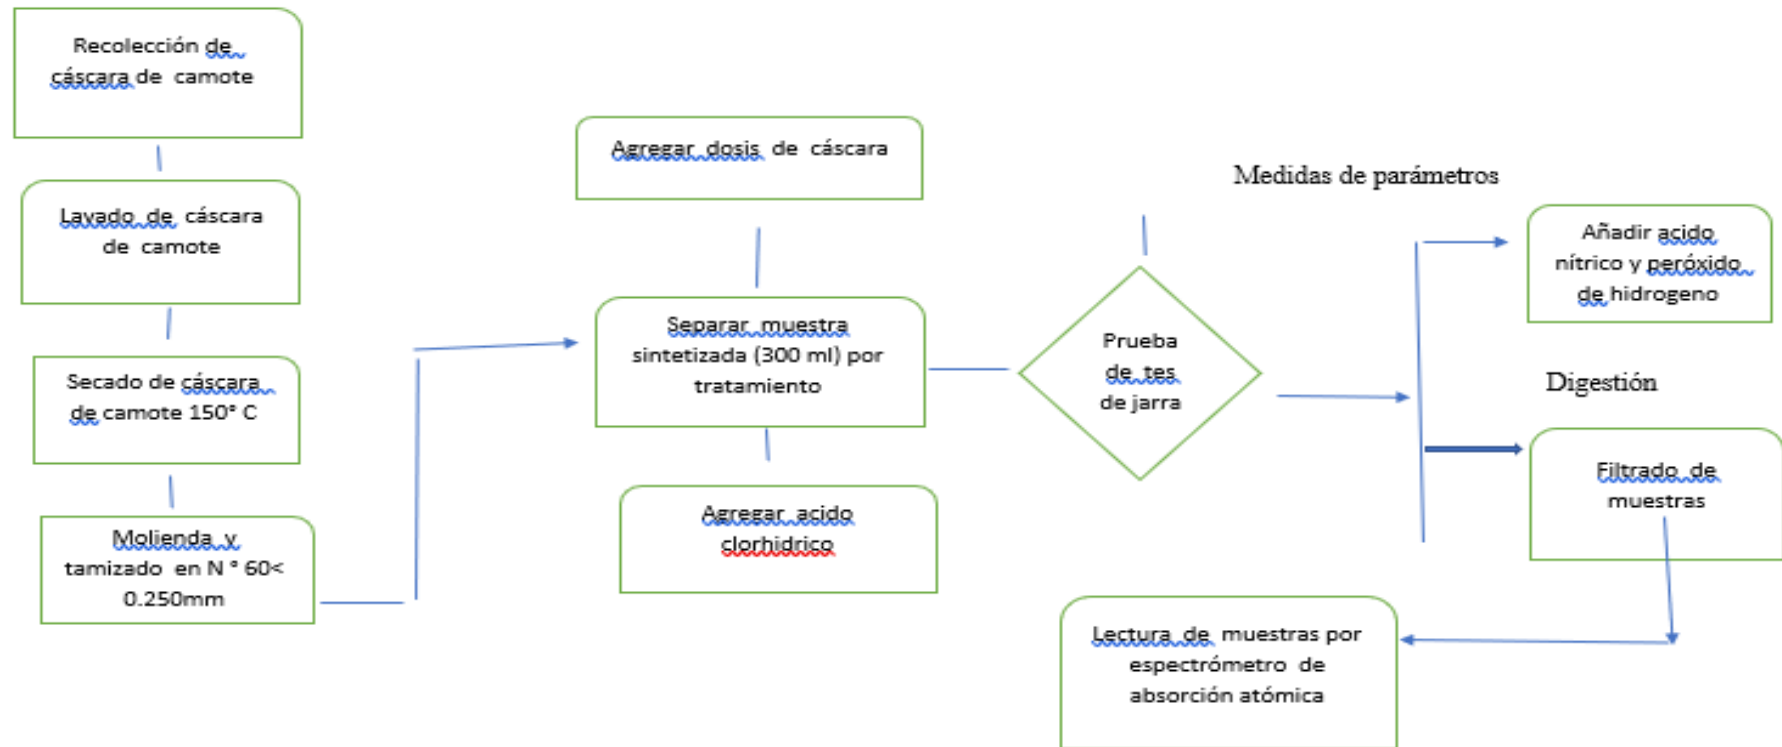 Recolección de
cáscara de camote
Lavado de cáscara
de camote
Secado de cáscara
de camote 150° C
Molienda y
tamizado en N ° 60<
0.250mm
Agregar dosis de cáscara
Separar muestra
sintetizada (300 ml) por
tratamiento
Agregar acido
clorhidrico
Prueba
de tes
de jarra
Medidas de parámetros
Añadir acido
nítrico y peróxido
de hidrogeno
Digestión
Filtrado de
muestras
Lectura de muestras por
espectrómetro de
absorción atómica